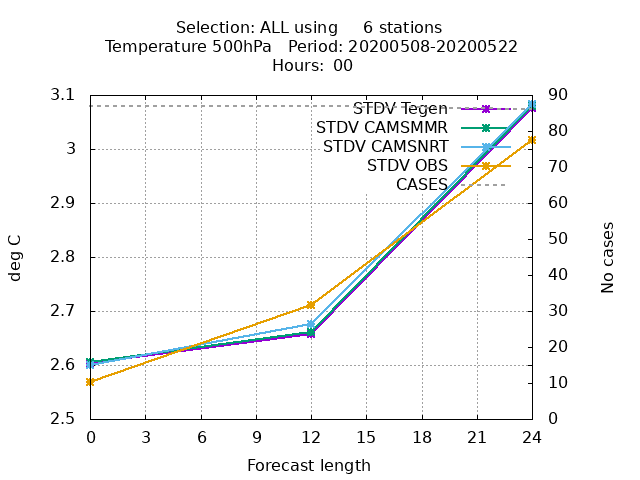 Selection: ALL using     6 stations
Temperature 500hPa   Period: 20200508-20200522
Hours:  00
STDV Tegen
STDV CAMSMMR
STDV CAMSNRT
STDV OBS
CASES
deg C
3.1
3
2.9
2.8
2.7
2.6
2.5
No cases
90
80
70
60
50
40
30
20
10
0
0 3 6 9 12 15 18 21 24
Forecast length